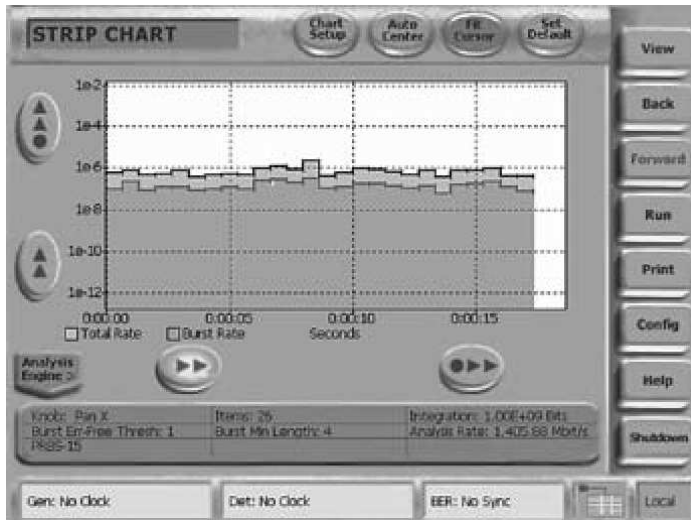 STRIP CHART
Chart Setup
Auto Center
Fit Cursor
Set Default
View
Back
Forward
Run
Print
Config
Help
Shutdown
1e-2
1e-4
1e-6
1e-8
1e-10
1e-12
0:00:00
0:00:05
0:00:10
0:00:15
Total Rate
Burst Rate
Seconds
Analysis Engine >
Knob: Pan X
Items: 26
Integration: 1.00E+09 Bits
Burst Err-Free Thresh: 1
Burst Min Length: 4
Analysis Rate: 1,405.88 Mbit/s
PRBS-15
Gen: No Clock
Det: No Clock
BER: No Sync
Local